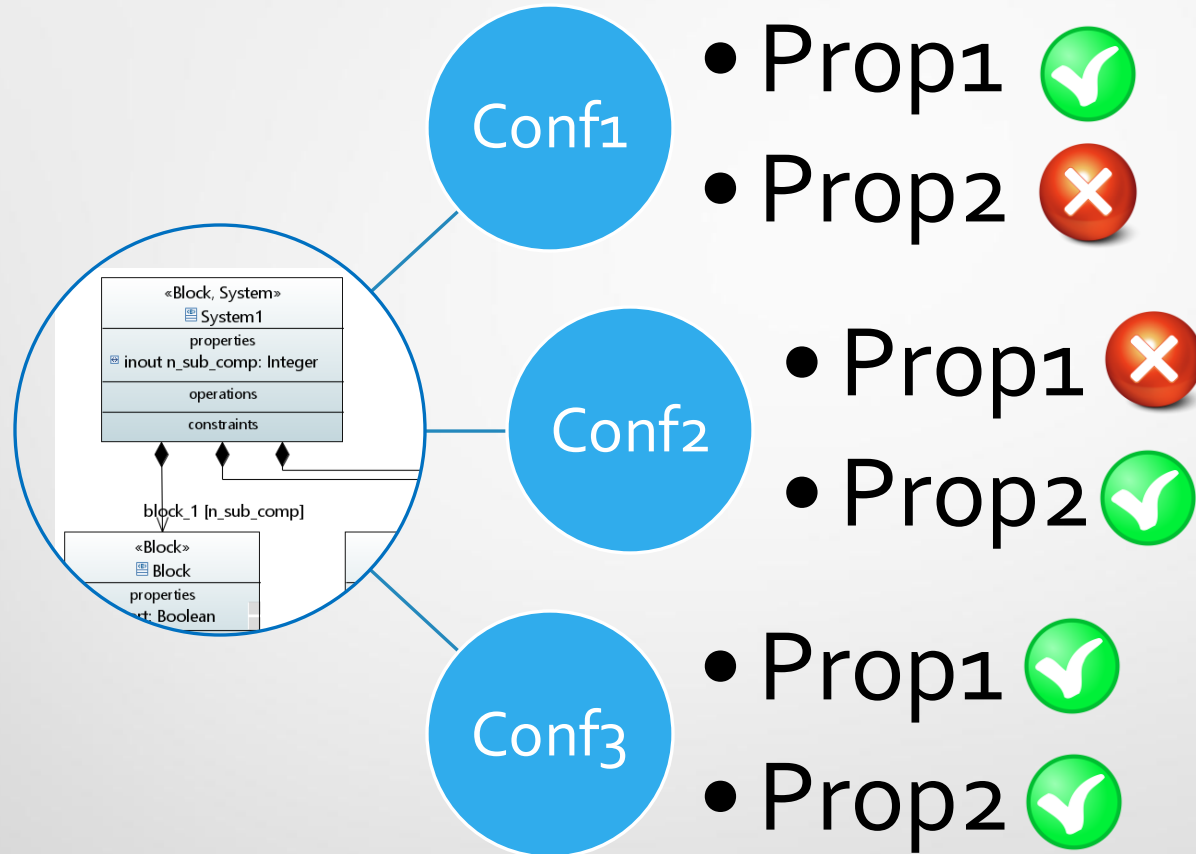 Conf1
• Prop1
• Prop2
«Block, System»
System1
properties
inout n_sub_comp: Integer
operations
constraints
block_1 [n_sub_comp]
«Block»
Block
properties
: Boolean
Conf2
• Prop1
• Prop2
Conf3
• Prop1
• Prop2